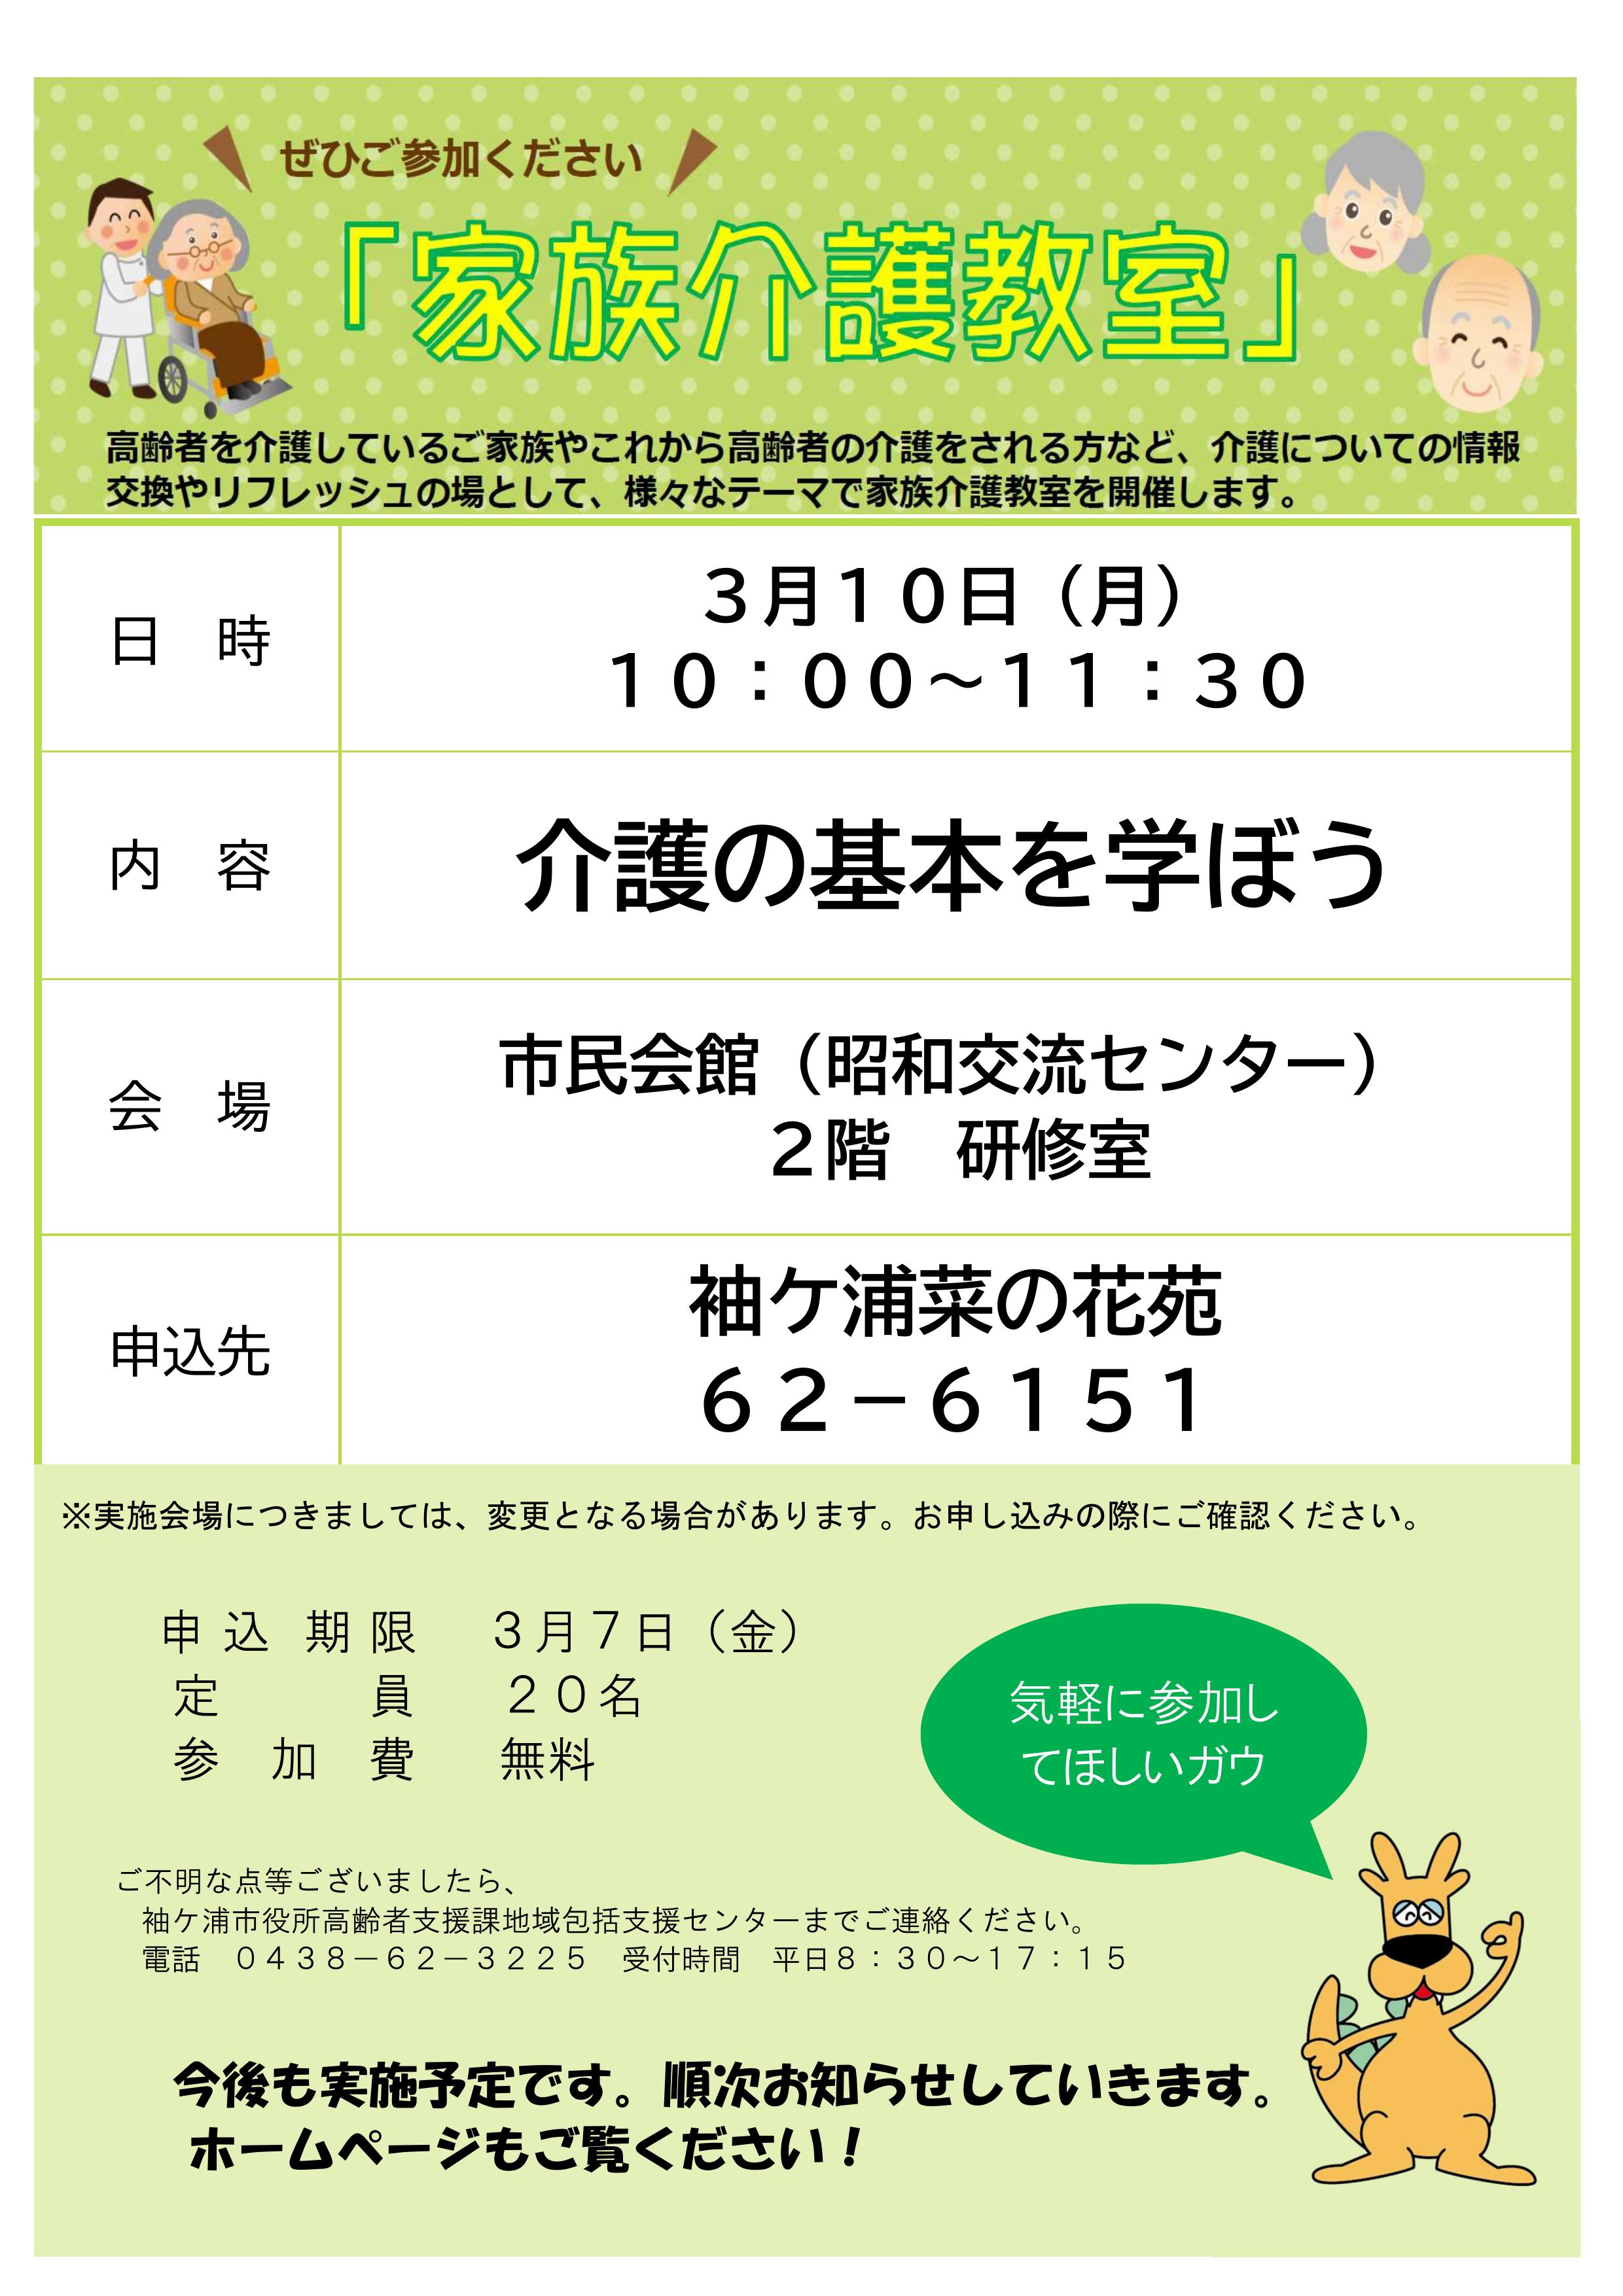 ぜひご参加ください
「家族介護教室」
高齢者を介護しているご家族やこれから高齢者の介護をされる方など、介護についての情報
交換やリフレッシュの場として、様々なテーマで家族介護教室を開催します。
日　時
３月１０日（月）
１０：００～１１：３０
内　容
介護の基本を学ぼう
会　場
市民会館（昭和交流センター）
２階　研修室
申込先
袖ケ浦菜の花苑
６２－６１５１
※実施会場につきましては、変更となる場合があります。お申し込みの際にご確認ください。
申込期限　３月７日（金）
定員　２０名
参加費　無料
気軽に参加し
てほしいガウ
ご不明な点等ございましたら、
袖ケ浦市役所高齢者支援課地域包括支援センターまでご連絡ください。
電話　０４３８－６２－３２２５　受付時間　平日８：３０～１７：１５
今後も実施予定です。順次お知らせしていきます。
ホームページもご覧ください！